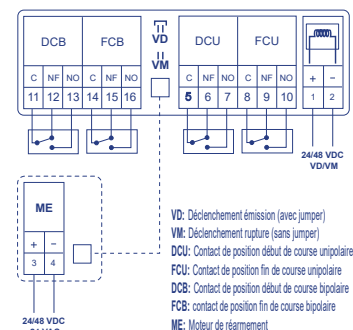 DCB
FCB
VD
VM
DCU
FCU
C NF NO C NF NO
C NF NO C NF NO
+ −
11 12 13 14 15 16
5 6 7 8 9 10
1 2
24/48 VDC
VD/VM
ME
+ −
3 4
24/48 VDC
VD: Déclenchement émission (avec jumper)
VM: Déclenchement rupture (sans jumper)
DCU: Contact de position début de course unipolaire
FCU: Contact de position fin de course unipolaire
DCB: Contact de position début de course bipolaire
FCB: contact de position fin de course bipolaire
ME: Moteur de réarmement